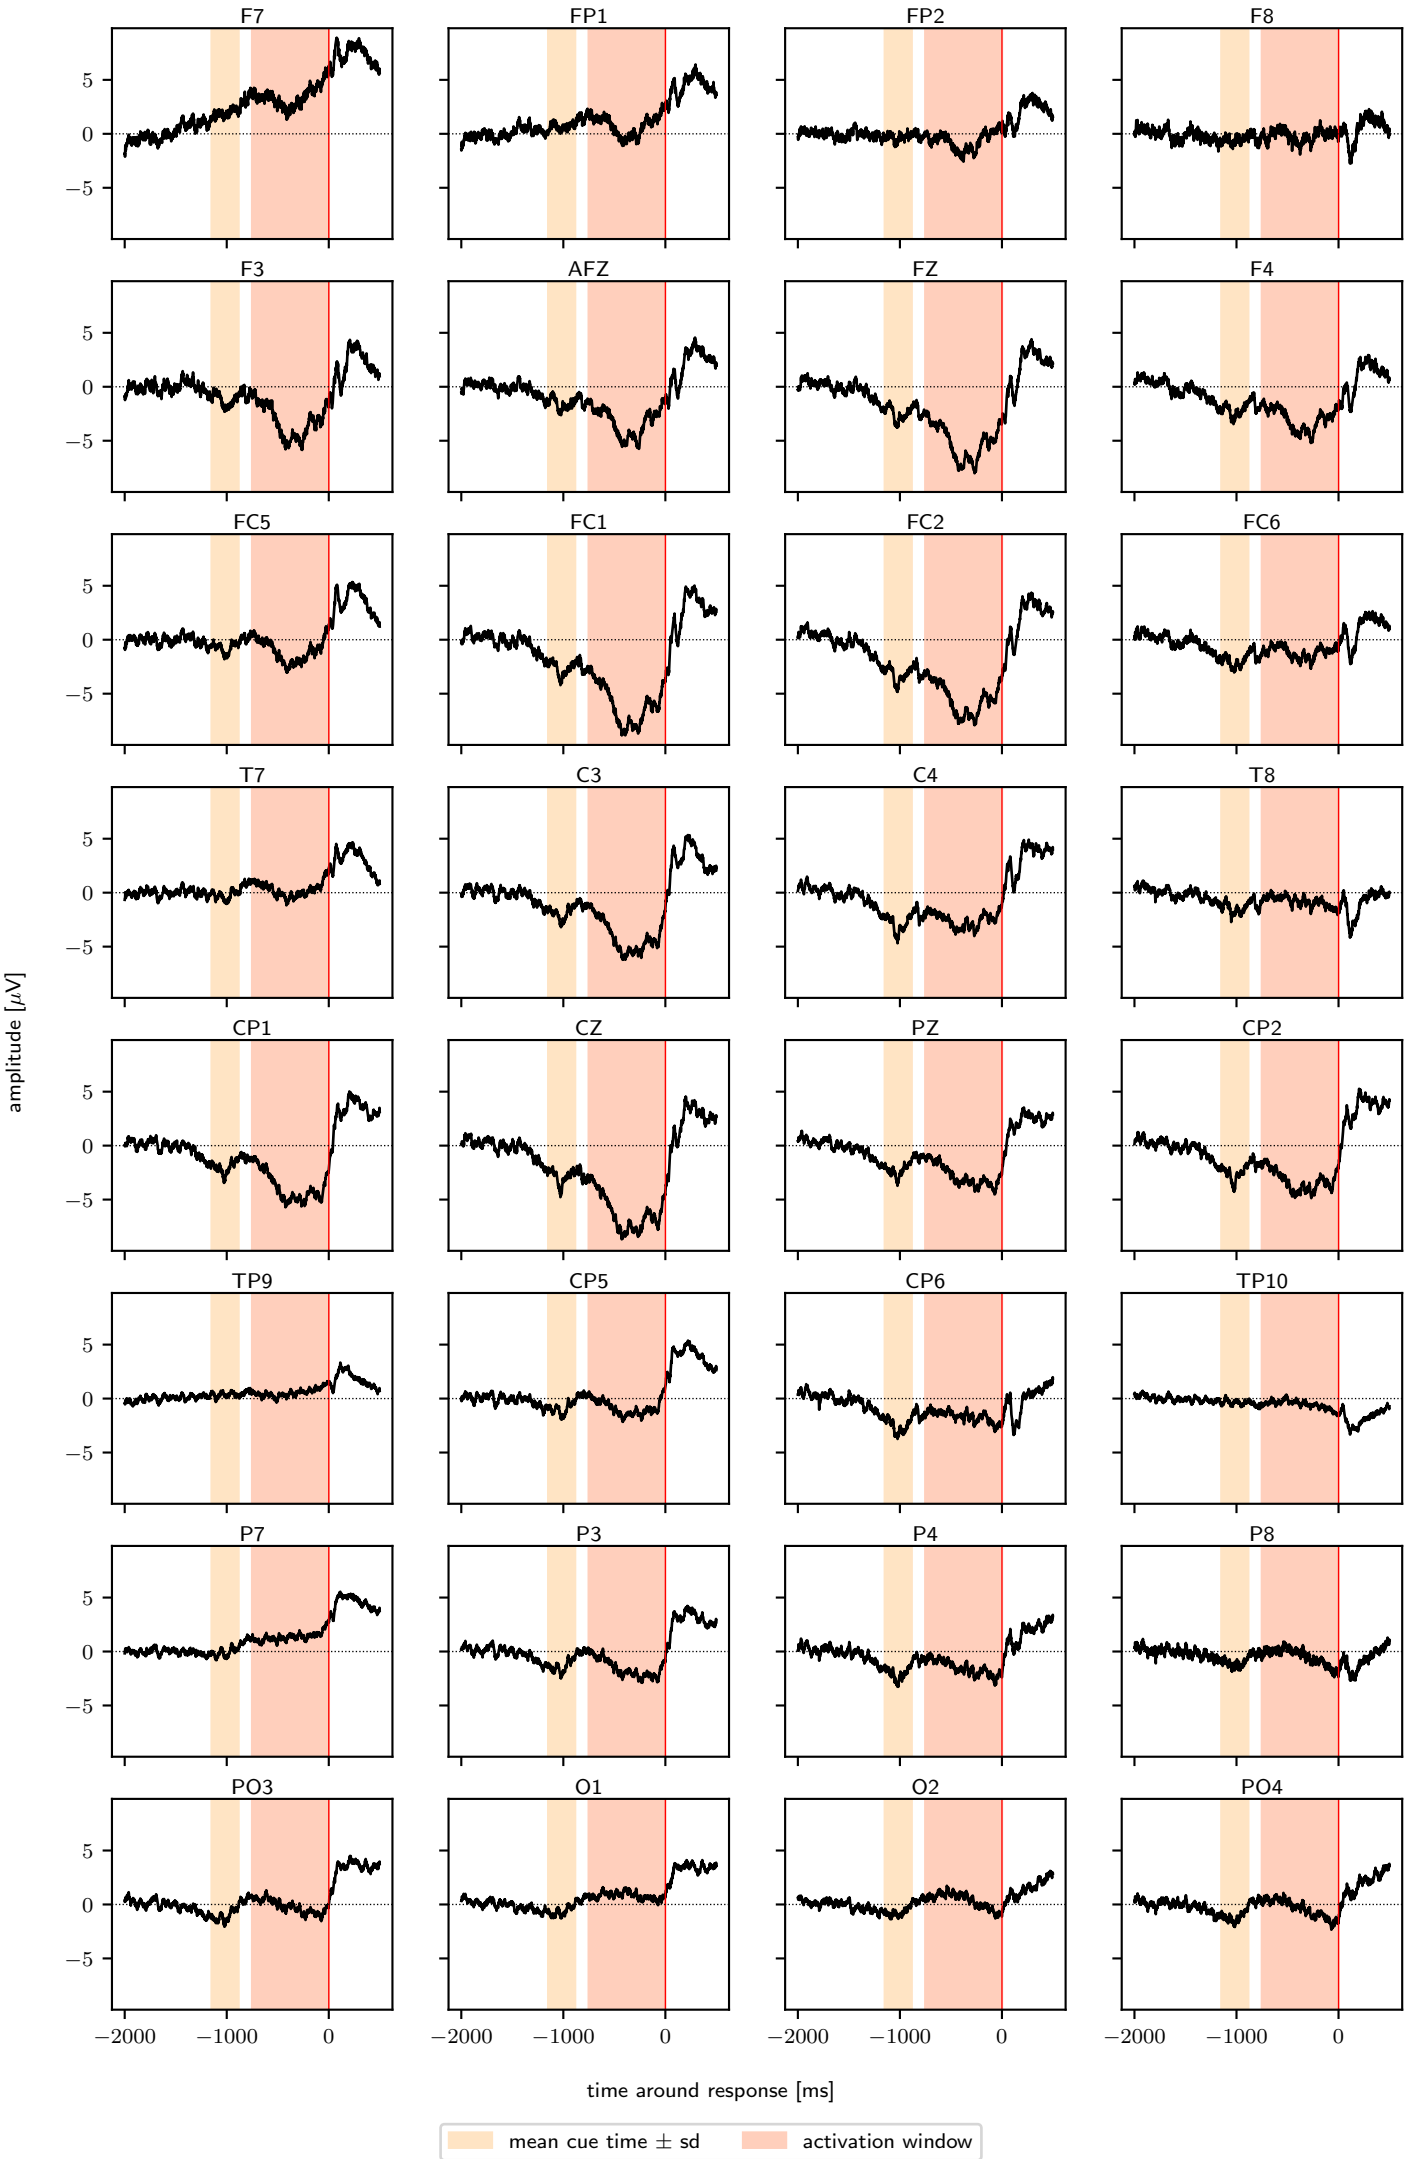 F7 FP1 FP2 F8
5
0
−5
F3 AFZ FZ F4
5
0
−5
FC5 FC1 FC2 FC6
5
0
−5
T7 C3 C4 T8
5
0
−5
amplitude [μV]
CP1 CZ PZ CP2
5
0
−5
TP9 CP5 CP6 TP10
5
0
−5
P7 P3 P4 P8
5
0
−5
PO3 O1 O2 PO4
5
0
−5
−2000 −1000 0 −2000 −1000 0 −2000 −1000 0 −2000 −1000 0
time around response [ms]
mean cue time ± sd activation window